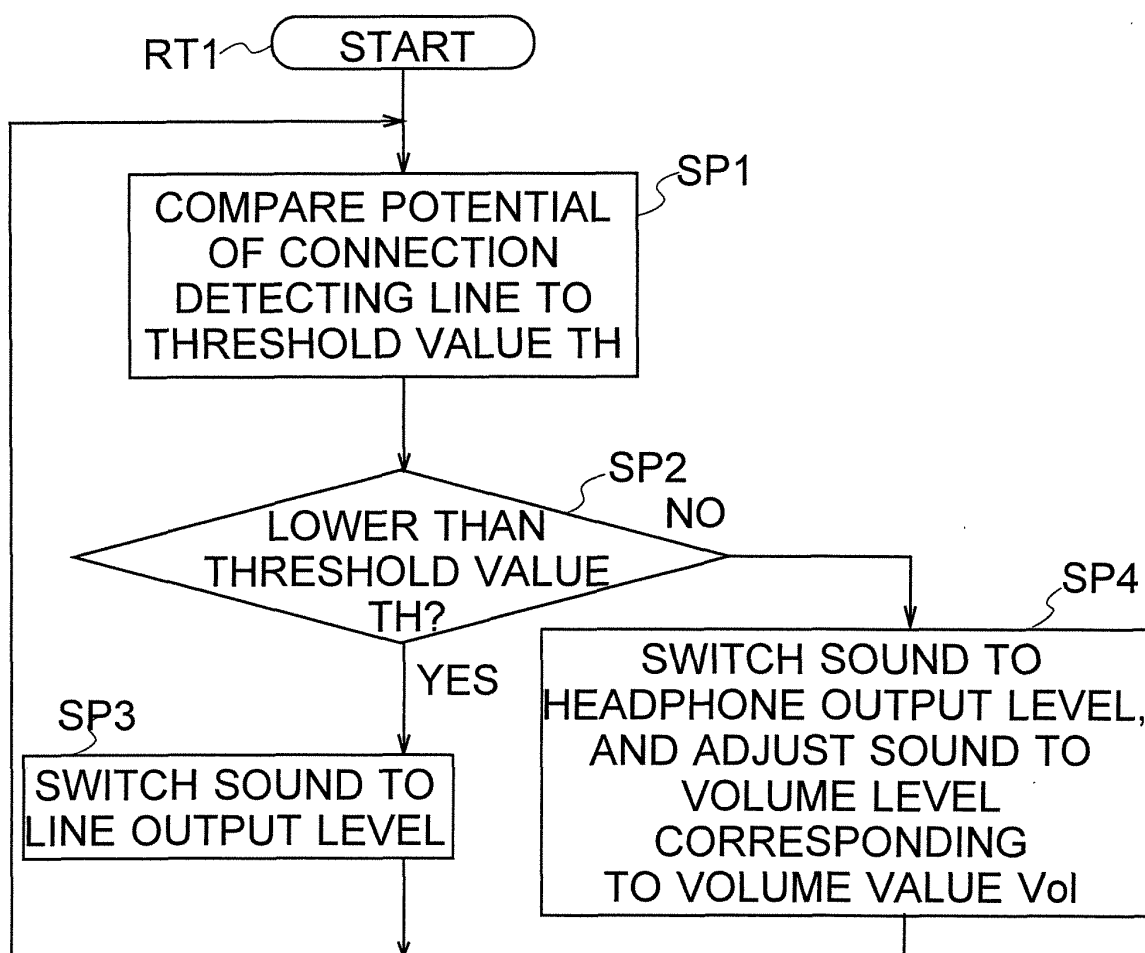 RT1
START
SP1
COMPARE POTENTIAL
OF CONNECTION
DETECTING LINE TO
THRESHOLD VALUE TH
SP2
NO
LOWER THAN
THRESHOLD VALUE
TH?
YES
SP3
SWITCH SOUND TO
LINE OUTPUT LEVEL
SP4
SWITCH SOUND TO
HEADPHONE OUTPUT LEVEL,
AND ADJUST SOUND TO
VOLUME LEVEL
CORRESPONDING
TO VOLUME VALUE Vol